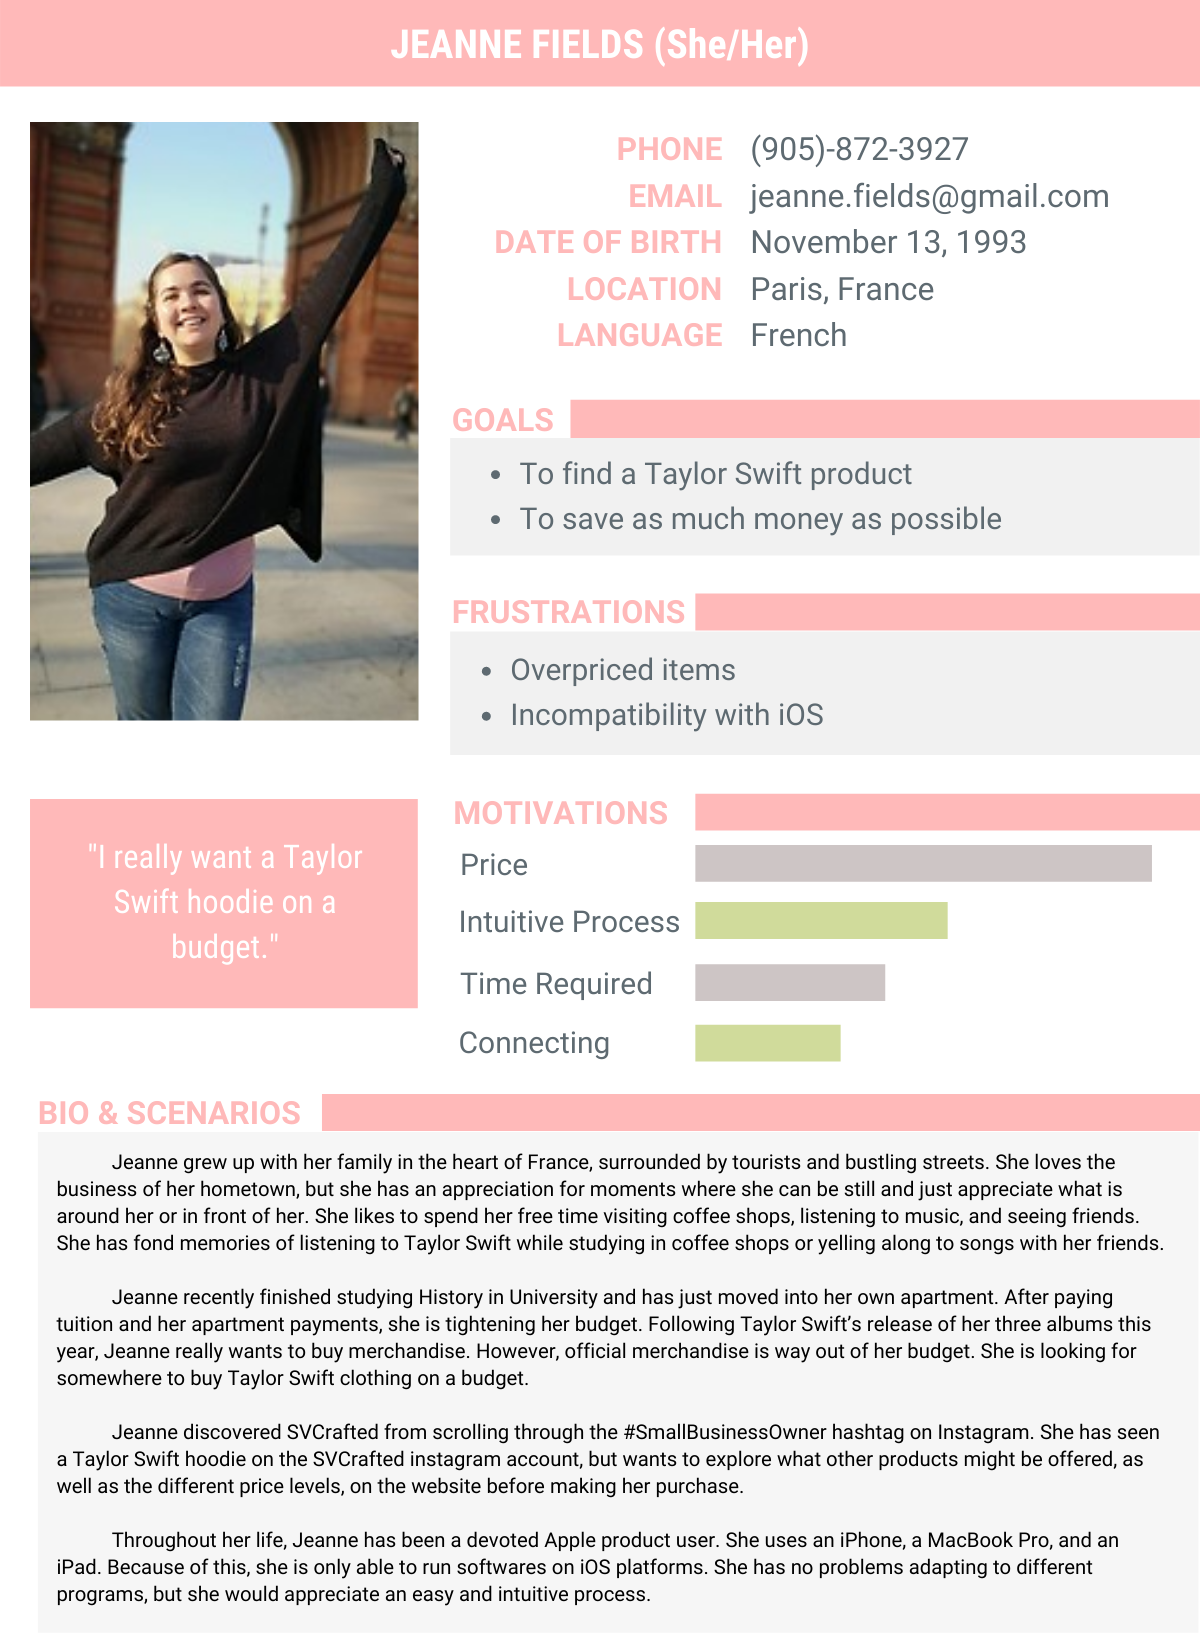 JEANNE FIELDS (She/Her)
PHONE (905)-872-3927
EMAIL jeanne.fields@gmail.com
DATE OF BIRTH November 13, 1993
LOCATION Paris, France
LANGUAGE French
GOALS
• To find a Taylor Swift product
• To save as much money as possible
FRUSTRATIONS
• Overpriced items
• Incompatibility with iOS
"I really want a Taylor
Swift hoodie on a
budget."
MOTIVATIONS
Price
Intuitive Process
Time Required
Connecting
BIO & SCENARIOS
Jeanne grew up with her family in the heart of France, surrounded by tourists and bustling streets. She loves the
business of her hometown, but she has an appreciation for moments where she can be still and just appreciate what is
around her or in front of her. She likes to spend her free time visiting coffee shops, listening to music, and seeing friends.
She has fond memories of listening to Taylor Swift while studying in coffee shops or yelling along to songs with her friends.
Jeanne recently finished studying History in University and has just moved into her own apartment. After paying
tuition and her apartment payments, she is tightening her budget. Following Taylor Swift’s release of her three albums this
year, Jeanne really wants to buy merchandise. However, official merchandise is way out of her budget. She is looking for
somewhere to buy Taylor Swift clothing on a budget.
Jeanne discovered SVCrafted from scrolling through the #SmallBusinessOwner hashtag on Instagram. She has seen
a Taylor Swift hoodie on the SVCrafted instagram account, but wants to explore what other products might be offered, as
well as the different price levels, on the website before making her purchase.
Throughout her life, Jeanne has been a devoted Apple product user. She uses an iPhone, a MacBook Pro, and an
iPad. Because of this, she is only able to run softwares on iOS platforms. She has no problems adapting to different
programs, but she would appreciate an easy and intuitive process.